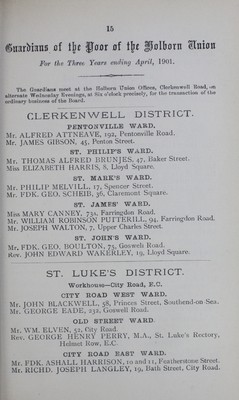 15
Guardians of the Poor of the Holborn Union
For the Three Years ending April, 1901.
The Guardians meet at the Holborn Union Offices, Clerkenwell Road, on
alternate Wednesday Evenings, at Six o'clock precisely, for the transaction of the
ordinary business of the Board.
CLERKENWELL DISTRICT.
PENTONVILLE WARD.
Mr. ALFRED ATTNEAVE, 192, Pentonville Road.
Mr. JAMES GIBSON, 45, Penton Street.
ST. PHILIP'S WARD.
Mr. THOMAS ALFRED BRUNJES, 47, Baker Street.
Miss ELIZABETH HARRIS, 8, Lloyd Square.
ST. MARK'S WARD.
Mr. PHILIP MELVILL, 17, Spencer Street.
Mr. FDK. GEO. SCHEIB, 36, Claremont Square.
ST. JAMES' WARD.
Miss MARY CANNEY, 73a, Farringdon Road.
Mr. WILLIAM ROBINSON PUTTERILL, 94, Farringdon Road.
Mr. JOSEPH WALTON, 7, Upper Charles Street.
ST. JOHN'S WARD.
Mr. FDK. GEO. BOULTON, 73, Goswell Road.
Rev. JOHN EDWARD WAKERLEY, 19, Lloyd Square.
ST. LUKE'S DISTRICT.
Workhouse—City Road, E.C.
CITY ROAD WEST WARD.
Mr. JOHN BLACKWELL, 58, Princes Street, Southend-on-Sea.
Mr. GEORGE EADE, 232, Goswell Road.
OLD STREET WARD
Mr. WM. ELVEN, 52, City Road.
Rev. GEORGE HENRY PERRY, M.A., St. Luke's Rectory,
Helmet Row, E.C.
CITY ROAD EAST WARD.
Mr. FDK. ASHALL HARRISON, 10 and 11, Featherstone Street.
Mr. RICHD. JOSEPH LANGLEY, 19, Bath Street, City Road.